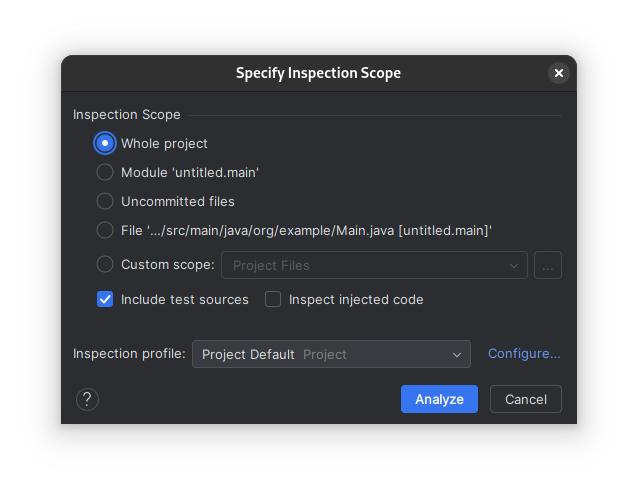 Specify Inspection Scope
Inspection Scope
Whole project
Module 'untitled.main'
Uncommitted files
File '.../src/main/java/org/example/Main.java [untitled.main]'
Custom scope: Project Files ...
Include test sources Inspect injected code
Inspection profile: Project Default Project Configure...
? Analyze Cancel